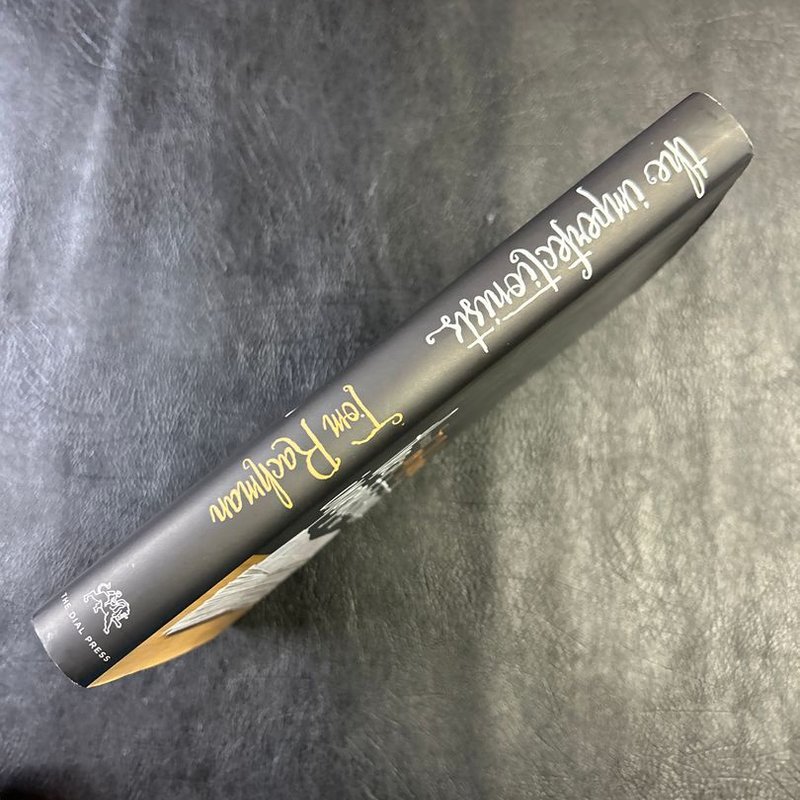 the imperfectionists
Tom Rachman
THE DIAL PRESS